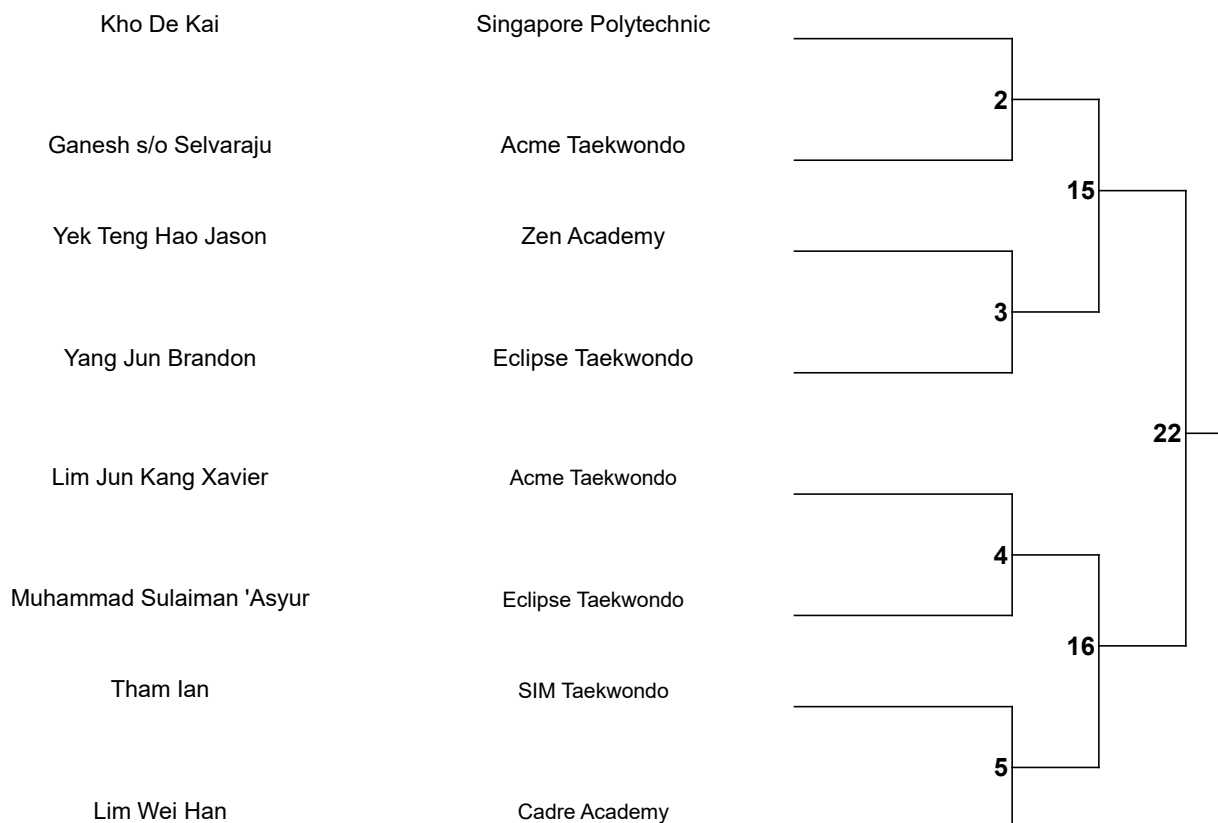 Kho De Kai Singapore Polytechnic
2
Ganesh s/o Selvaraju Acme Taekwondo
15
Yek Teng Hao Jason Zen Academy
3
Yang Jun Brandon Eclipse Taekwondo
22
Lim Jun Kang Xavier Acme Taekwondo
4
Muhammad Sulaiman 'Asyur Eclipse Taekwondo
16
Tham Ian SIM Taekwondo
5
Lim Wei Han Cadre Academy